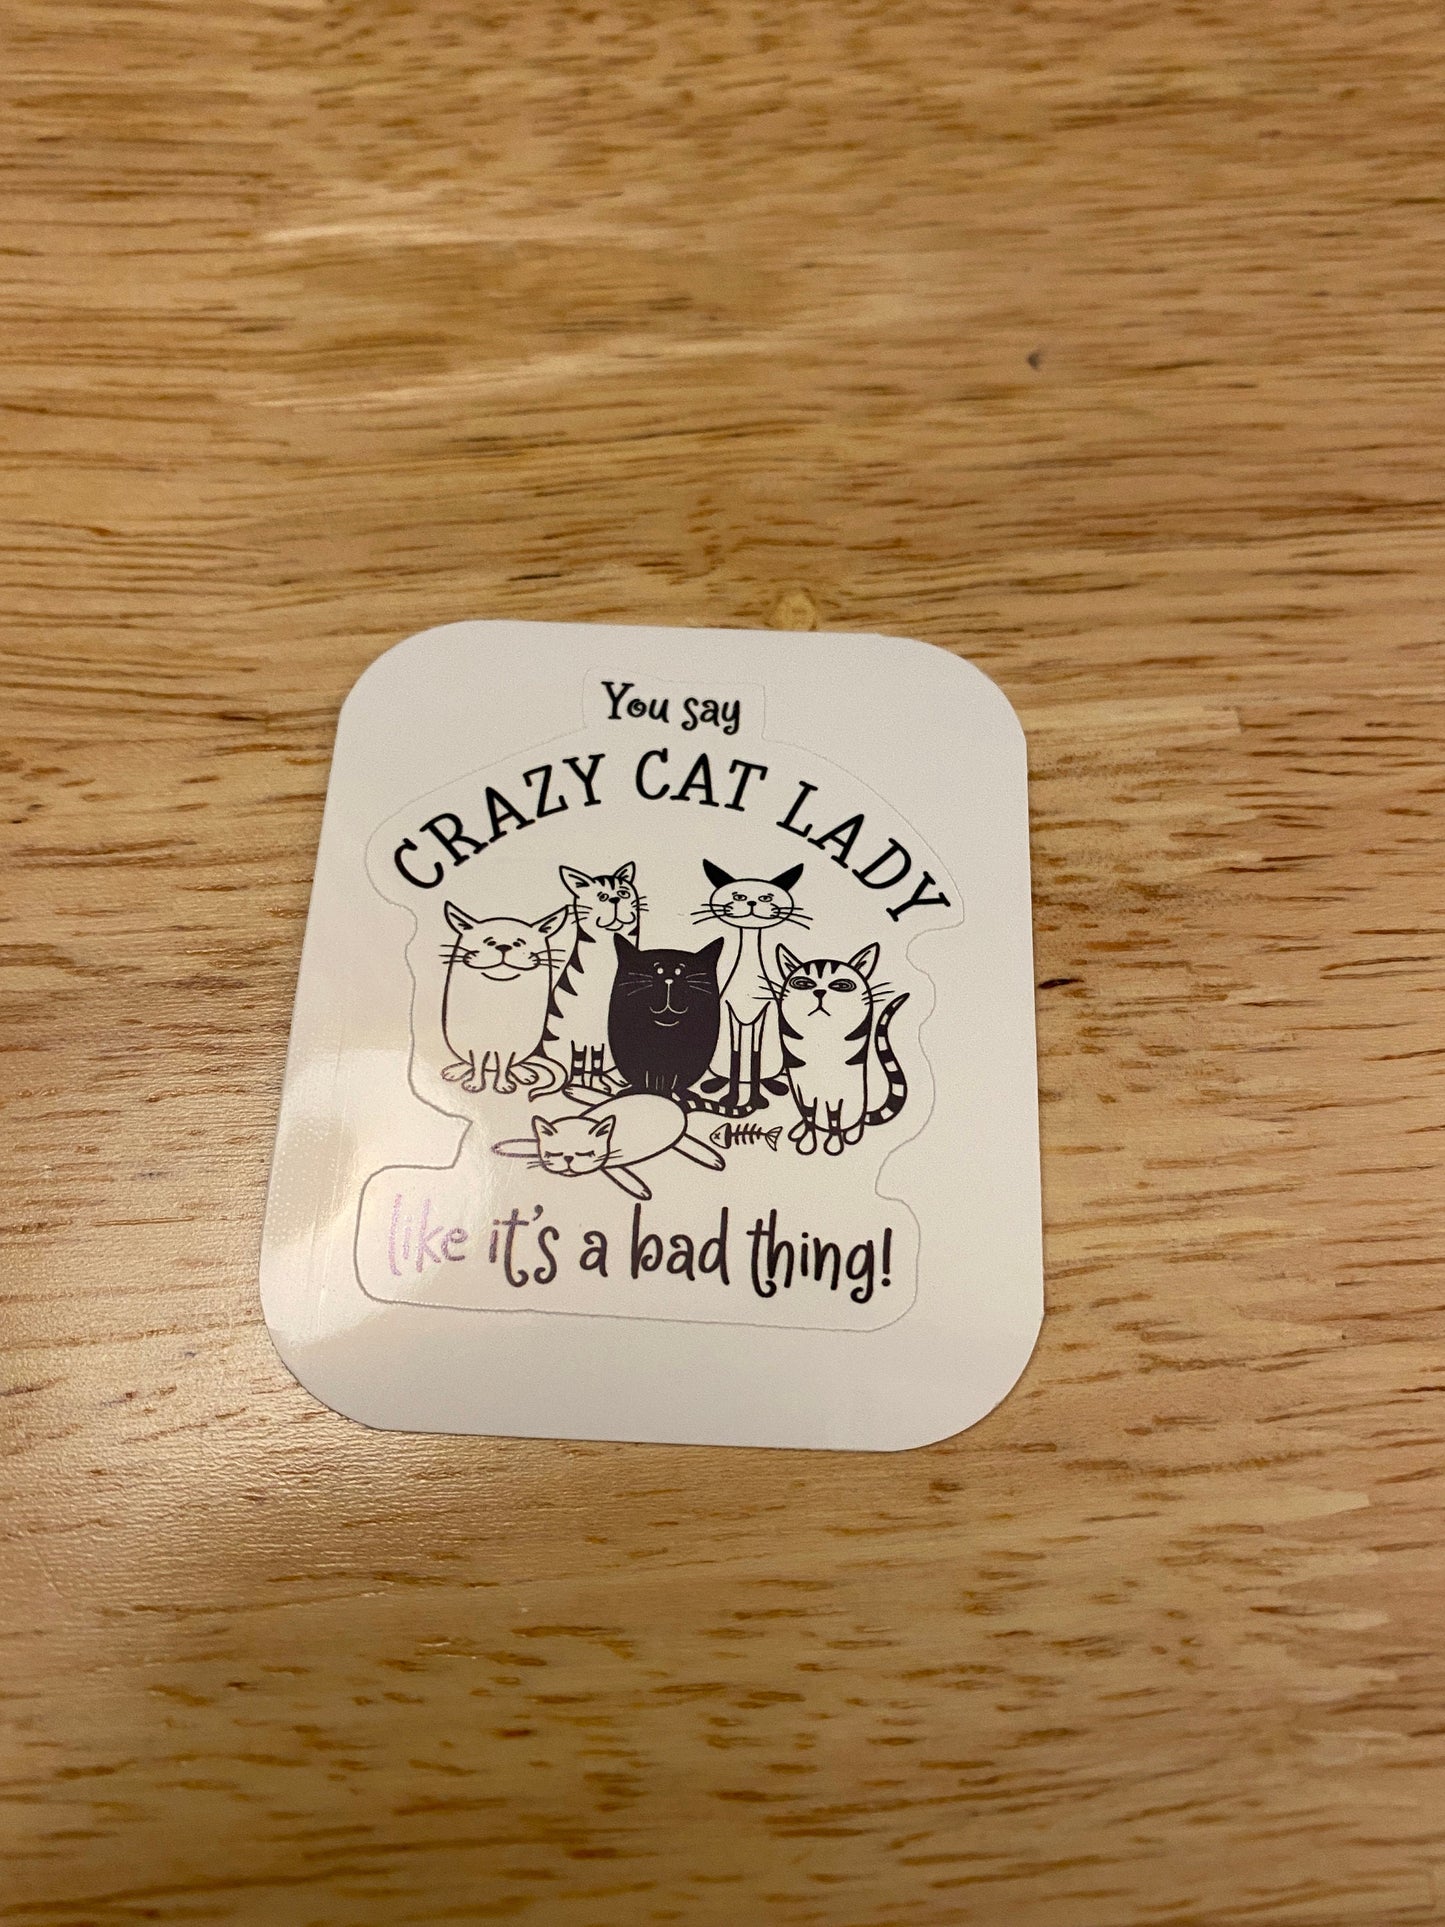 You say
CRAZY CAT LADY
like it's a bad thing!